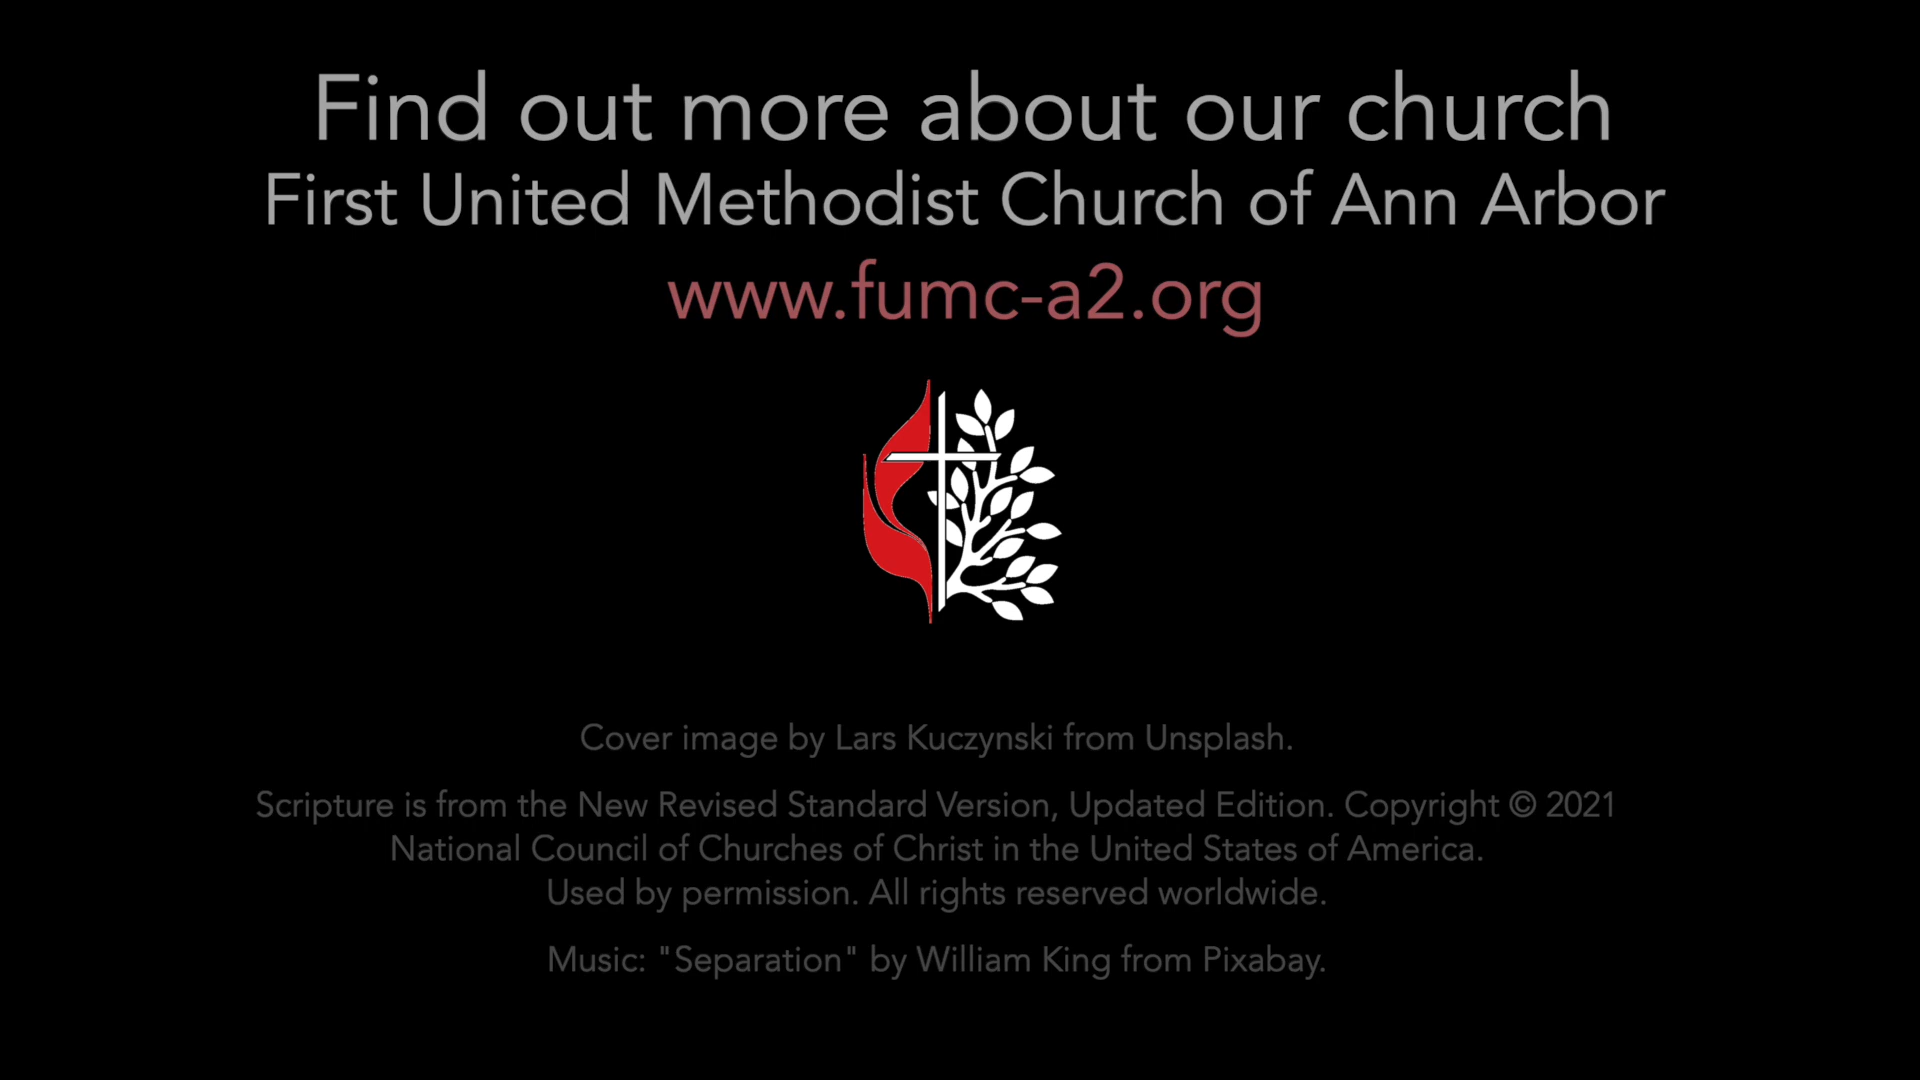 Find out more about our church
First United Methodist Church of Ann Arbor
www.fumc-a2.org
Cover image by Lars Kuczynski from Unsplash.
Scripture is from the New Revised Standard Version, Updated Edition. Copyright © 2021
National Council of Churches of Christ in the United States of America.
Used by permission. All rights reserved worldwide.
Music: "Separation" by William King from Pixabay.